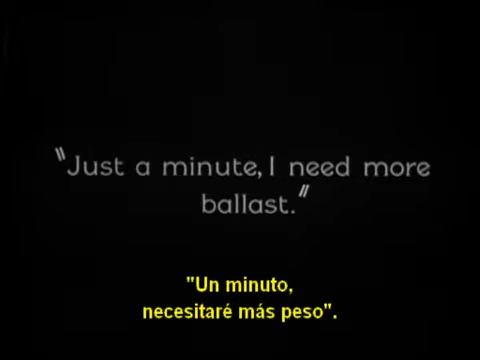 "Just a minute, I need more
ballast."
"Un minuto,
necesitaré más peso".